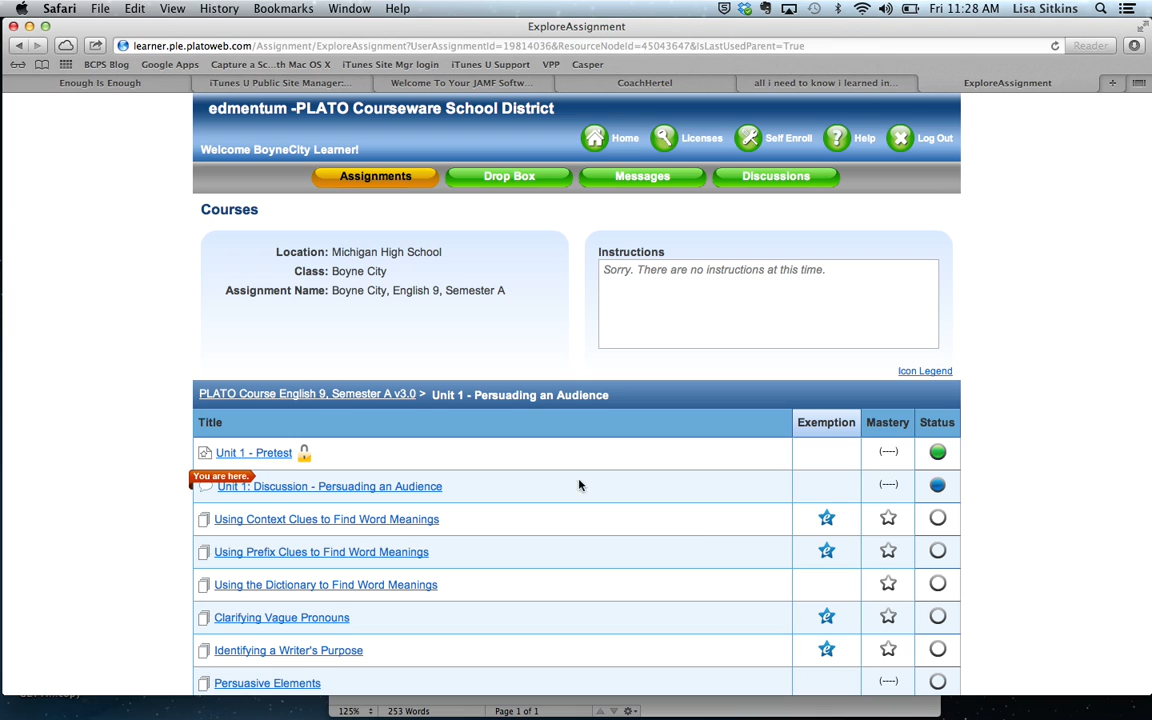 Safari File Edit View History Bookmarks Window Help Fri 11:28 AM Lisa Sitkins
ExploreAssignment
learner.ple.platoweb.com/Assignment/ExploreAssignment?UserAssignmentId=19814036&ResourceNodeId=45043647&IsLastUsedParent=True Reader
BCPS Blog Google Apps Capture a Sc...th Mac OS X iTunes Site Mgr login iTunes U Support VPP Casper
Enough Is Enough iTunes U Public Site Manager:... Welcome To Your JAMF Softw... CoachHertel all i need to know i learned in... ExploreAssignment
edmentum -PLATO Courseware School District
Home Licenses Self Enroll Help Log Out
Welcome BoyneCity Learner!
Assignments Drop Box Messages Discussions
Courses
Location: Michigan High School
Class: Boyne City
Assignment Name: Boyne City, English 9, Semester A
Instructions
Sorry. There are no instructions at this time.
Icon Legend
PLATO Course English 9, Semester A v3.0 > Unit 1 - Persuading an Audience
Title Exemption Mastery Status
Unit 1 - Pretest (---)
You are here.
Unit 1: Discussion - Persuading an Audience (---)
Using Context Clues to Find Word Meanings
Using Prefix Clues to Find Word Meanings
Using the Dictionary to Find Word Meanings
Clarifying Vague Pronouns
Identifying a Writer's Purpose
Persuasive Elements (---)
125% 253 Words Page 1 of 1